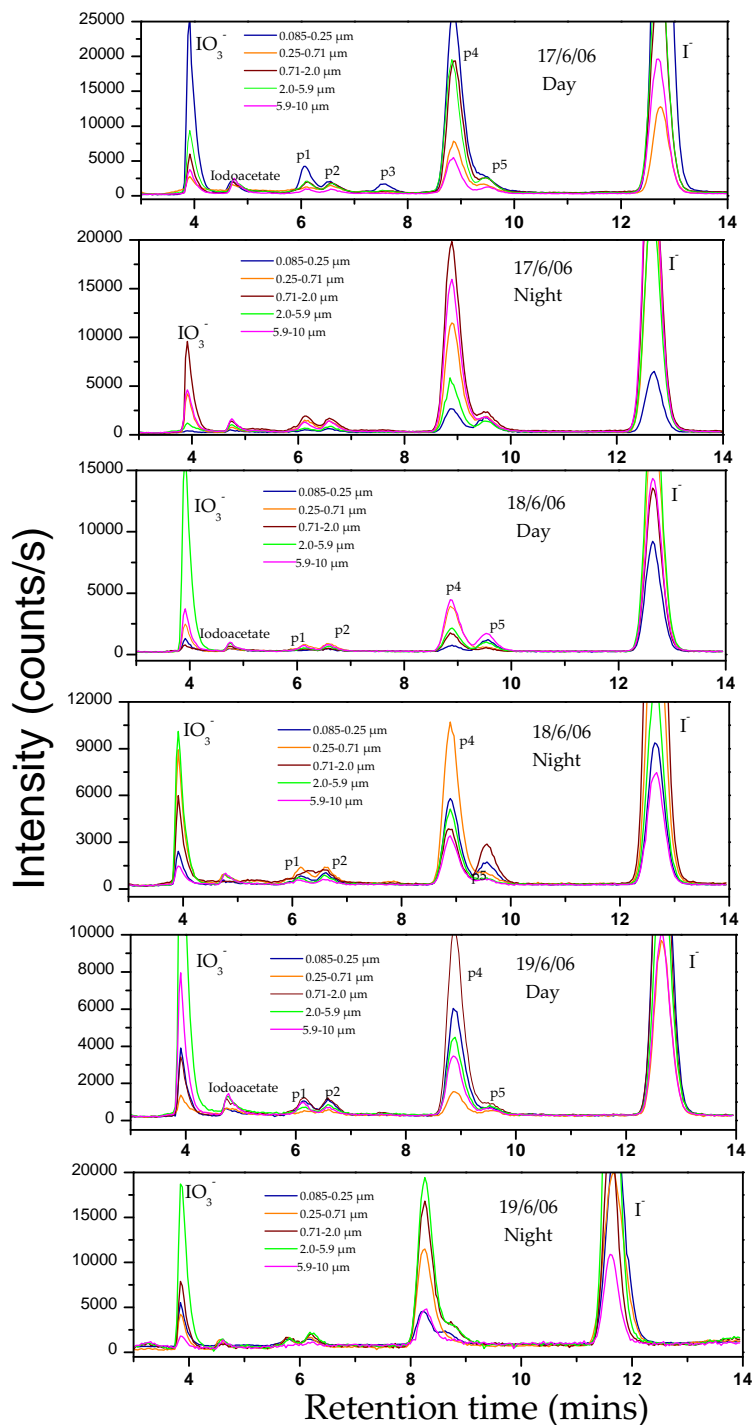 Intensity (counts/s)
25000
20000
15000
10000
5000
0
IO3-
0.085-0.25 µm
0.25-0.71 µm
0.71-2.0 µm
2.0-5.9 µm
5.9-10 µm
Iodoacetate
p1
p2
p3
p4
p5
17/6/06
Day
I-
4 6 8 10 12 14
20000
15000
10000
5000
0
IO3-
0.085-0.25 µm
0.25-0.71 µm
0.71-2.0 µm
2.0-5.9 µm
5.9-10 µm
17/6/06
Night
I-
4 6 8 10 12 14
15000
10000
5000
0
IO3-
0.085-0.25 µm
0.25-0.71 µm
0.71-2.0 µm
2.0-5.9 µm
5.9-10 µm
Iodoacetate
p1
p2
p4
p5
18/6/06
Day
I-
4 6 8 10 12 14
12000
9000
6000
3000
0
IO3-
0.085-0.25 µm
0.25-0.71 µm
0.71-2.0 µm
2.0-5.9 µm
5.9-10 µm
p1
p2
p4
p5
18/6/06
Night
I-
4 6 8 10 12 14
10000
8000
6000
4000
2000
0
IO3-
0.085-0.25 µm
0.25-0.71 µm
0.71-2.0 µm
2.0-5.9 µm
5.9-10 µm
Iodoacetate
p1
p2
p4
p5
19/6/06
Day
I-
4 6 8 10 12 14
20000
15000
10000
5000
0
IO3-
0.085-0.25 µm
0.25-0.71 µm
0.71-2.0 µm
2.0-5.9 µm
5.9-10 µm
19/6/06
Night
I-
4 6 8 10 12 14
Retention time (mins)